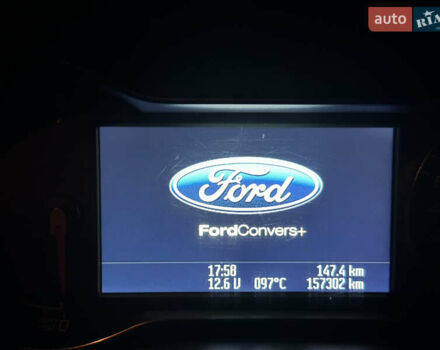 auto RIA
Ford
FordConvers+
17:58 147.4 km
12.6 V 097°C 157302 km